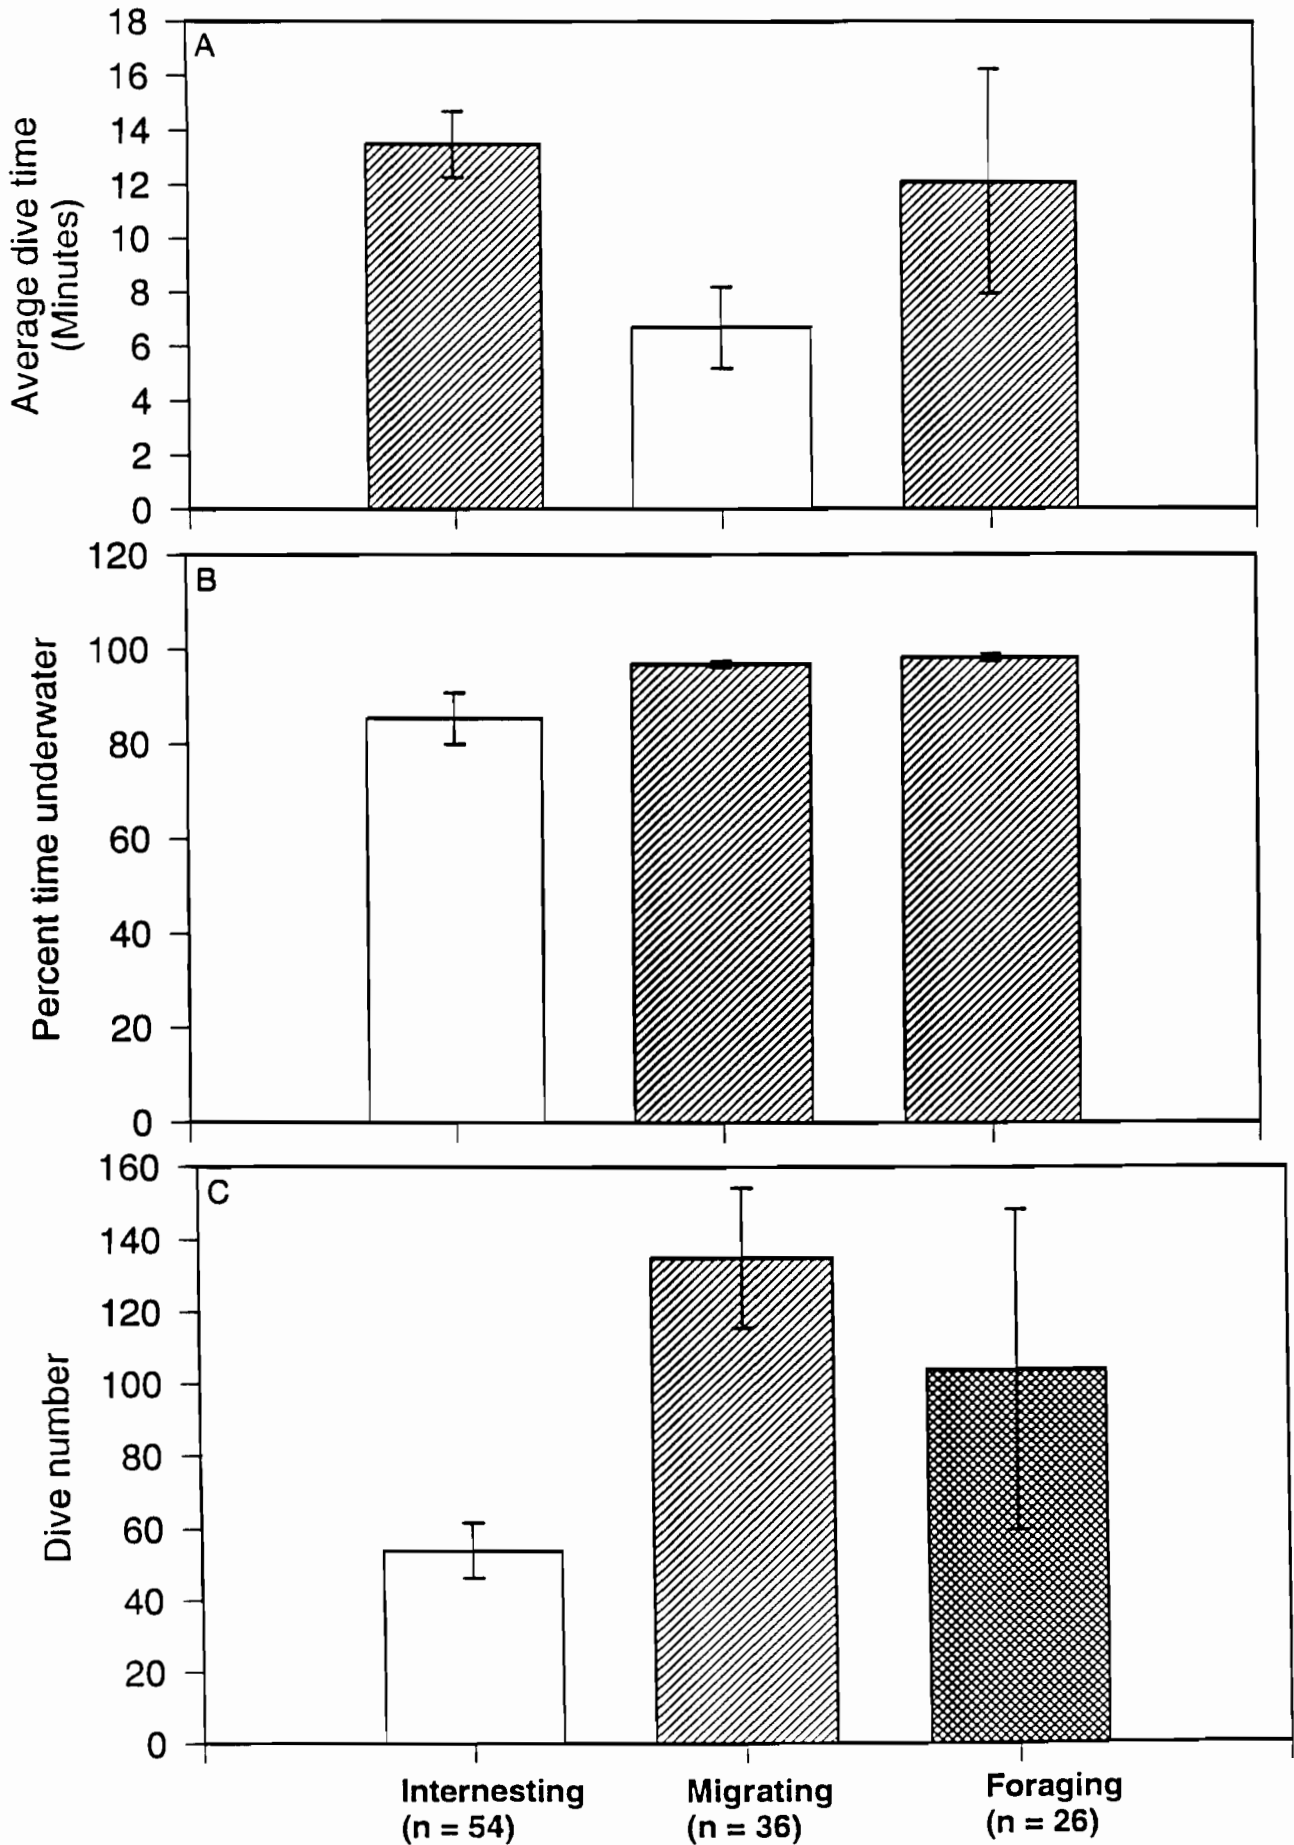 A
18
16
14
12
10
8
6
4
2
0
Average dive time
(Minutes)
B
120
100
80
60
40
20
0
Percent time underwater
C
160
140
120
100
80
60
40
20
0
Dive number
Internesting
(n = 54)
Migrating
(n = 36)
Foraging
(n = 26)